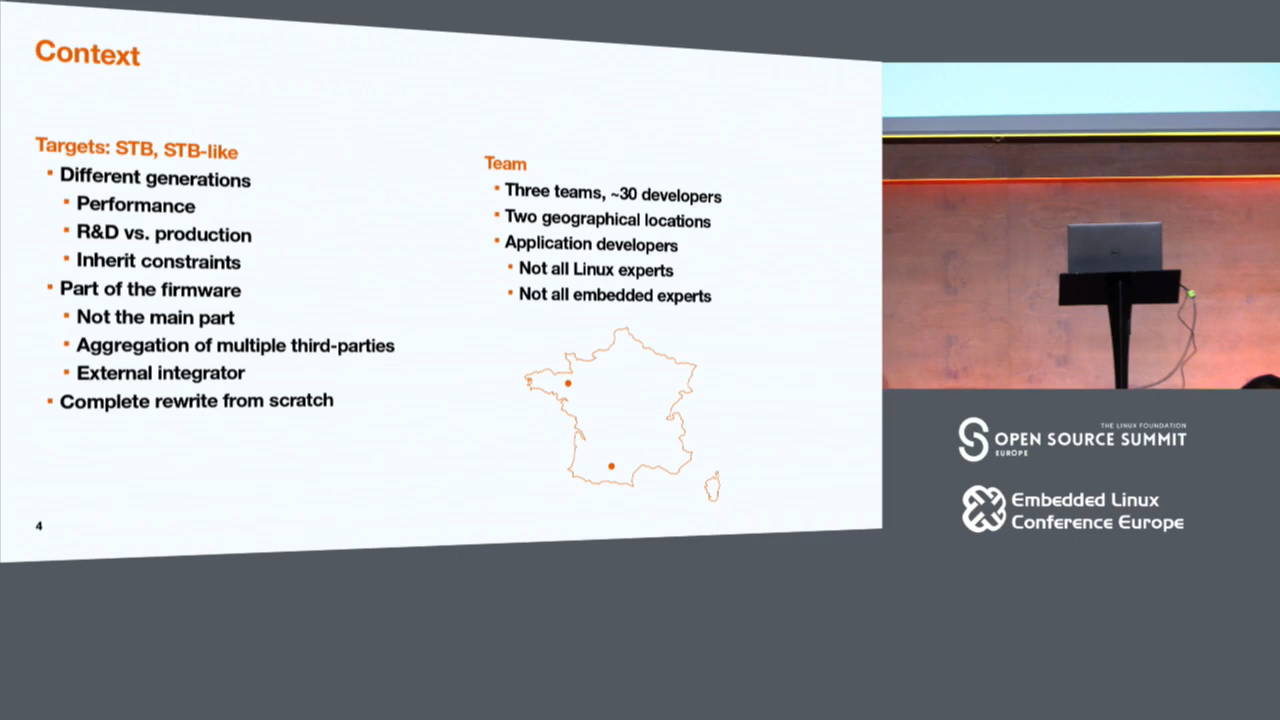 Context
Targets: STB, STB-like
Different generations
Performance
R&D vs. production
Inherit constraints
Part of the firmware
Not the main part
Aggregation of multiple third-parties
External integrator
Complete rewrite from scratch
Team
Three teams, ~30 developers
Two geographical locations
Application developers
Not all Linux experts
Not all embedded experts
4
THE LINUX FOUNDATION
OPEN SOURCE SUMMIT
EUROPE
Embedded Linux
Conference Europe